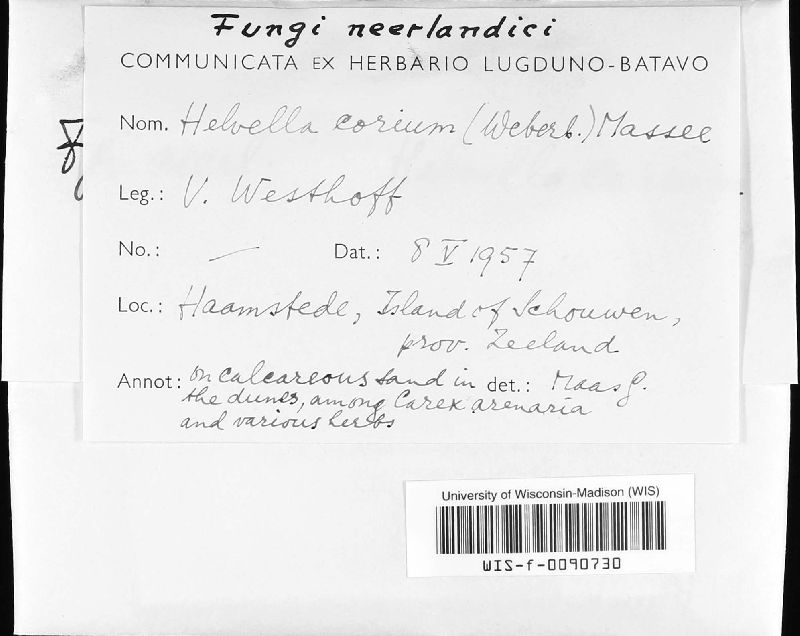 Fungi neerlandici
COMMUNICATA EX HERBARIO LUGDUNO-BATAVO
Nom. Helvella corium (Weberb.) Massee
Leg.: V. Westhoff
No.: — Dat.: 8 V 1957
Loc.: Haamstede, Island of Schouwen,
prov. Zeeland
Annot: on calcareous sand in det.: Maas G.
the dunes, among Carex arenaria
and various herbs
University of Wisconsin-Madison (WIS)
WIS-f-0090730